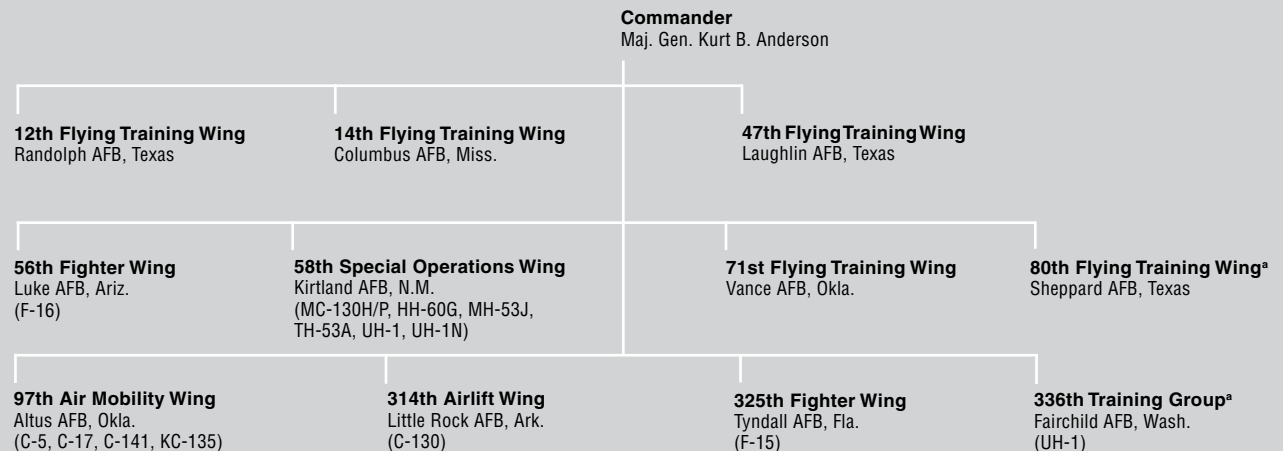 Commander
Maj. Gen. Kurt B. Anderson
12th Flying Training Wing
Randolph AFB, Texas
14th Flying Training Wing
Columbus AFB, Miss.
47th Flying Training Wing
Laughlin AFB, Texas
56th Fighter Wing
Luke AFB, Ariz.
(F-16)
58th Special Operations Wing
Kirtland AFB, N.M.
(MC-130H/P, HH-60G, MH-53J,
TH-53A, UH-1, UH-1N)
71st Flying Training Wing
Vance AFB, Okla.
80th Flying Training Wingᵃ
Sheppard AFB, Texas
97th Air Mobility Wing
Altus AFB, Okla.
(C-5, C-17, C-141, KC-135)
314th Airlift Wing
Little Rock AFB, Ark.
(C-130)
325th Fighter Wing
Tyndall AFB, Fla.
(F-15)
336th Training Groupᵃ
Fairchild AFB, Wash.
(UH-1)